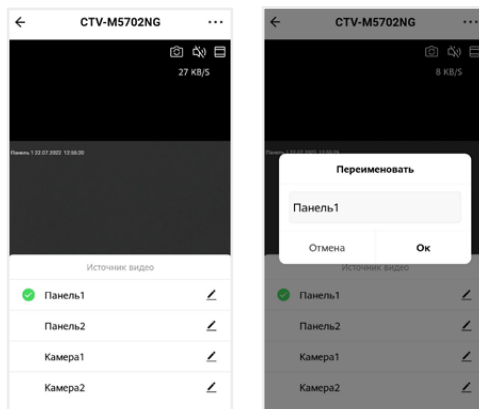 CTV-M5702NG
27 KB/S
Панель 1 22.07.2022 12:56:20
Источник видео
Панель1
Панель2
Камера1
Камера2
CTV-M5702NG
8 KB/S
Переименовать
Панель1
Отмена
Ок
Источник видео
Панель1
Панель2
Камера1
Камера2